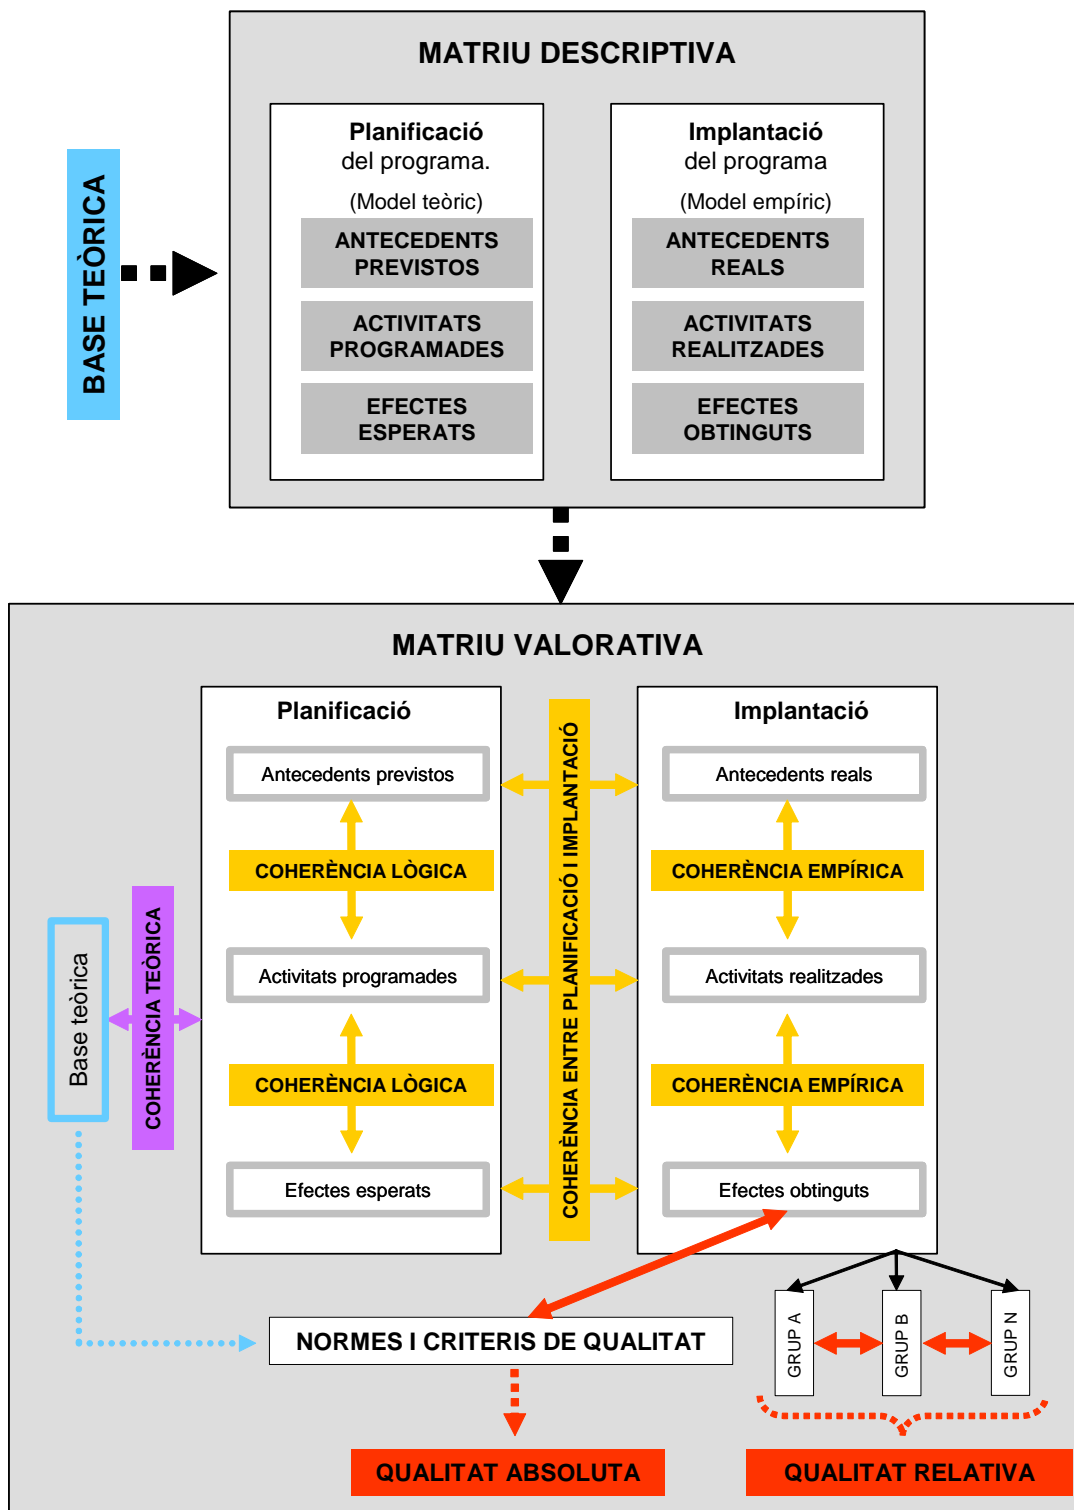 MATRIU DESCRIPTIVA
BASE TEÒRICA
Planificació
del programa.
(Model teòric)
ANTECEDENTS
PREVISTOS
ACTIVITATS
PROGRAMADES
EFECTES
ESPERATS
Implantació
del programa
(Model empíric)
ANTECEDENTS
REALS
ACTIVITATS
REALITZADES
EFECTES
OBTINGUTS
MATRIU VALORATIVA
Base teòrica
COHERÈNCIA TEÒRICA
Planificació
Antecedents previstos
COHERÈNCIA LÒGICA
Activitats programades
COHERÈNCIA LÒGICA
Efectes esperats
COHERÈNCIA ENTRE PLANIFICACIÓ I IMPLANTACIÓ
Implantació
Antecedents reals
COHERÈNCIA EMPÍRICA
Activitats realitzades
COHERÈNCIA EMPÍRICA
Efectes obtinguts
NORMES I CRITERIS DE QUALITAT
GRUP A
GRUP B
GRUP N
QUALITAT ABSOLUTA
QUALITAT RELATIVA